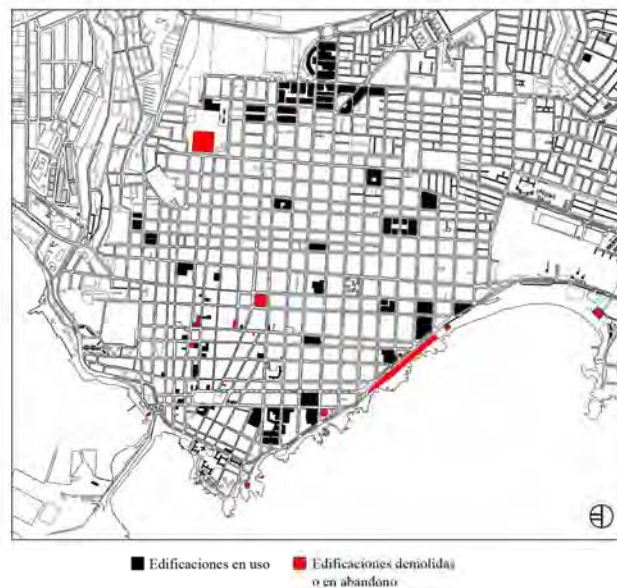 Edificaciones en uso
Edificaciones demolidas
o en abandono